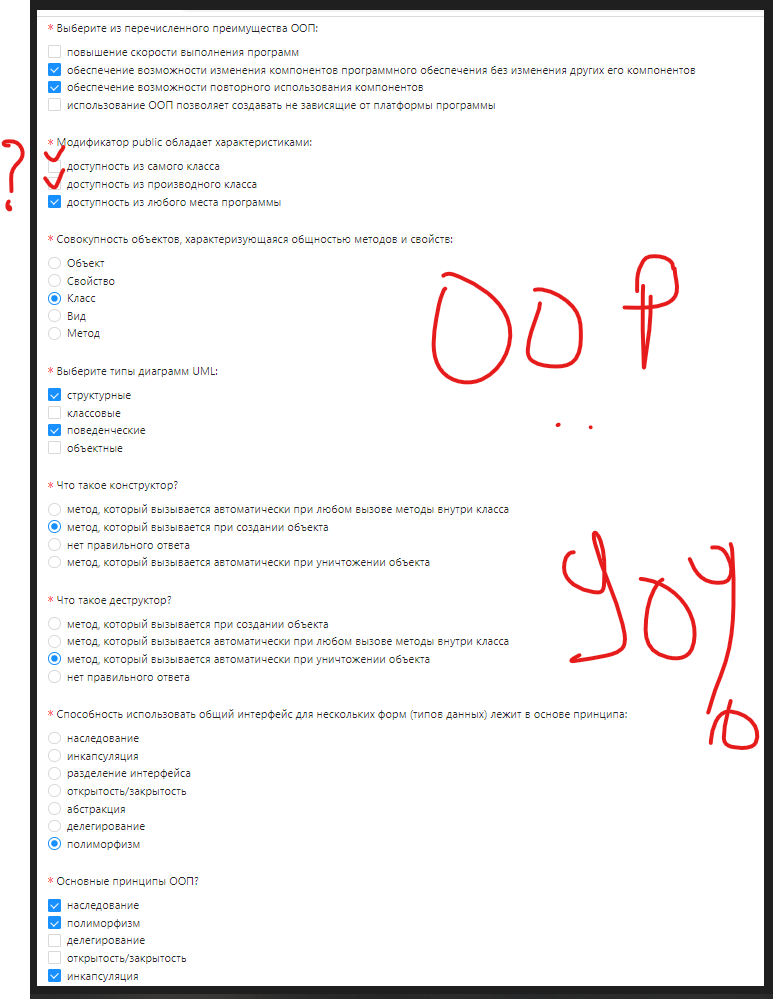 * Выберите из перечисленного преимущества ООП:
повышение скорости выполнения программ
обеспечение возможности изменения компонентов программного обеспечения без изменения других его компонентов
обеспечение возможности повторного использования компонентов
использование ООП позволяет создавать не зависящие от платформы программы
?
* Модификатор public обладает характеристиками:
доступность из самого класса
доступность из производного класса
доступность из любого места программы
* Совокупность объектов, характеризующаяся общностью методов и свойств:
Объект
Свойство
Класс
Вид
Метод
OOP
..
* Выберите типы диаграмм UML:
структурные
классовые
поведенческие
объектные
* Что такое конструктор?
метод, который вызывается автоматически при любом вызове методы внутри класса
метод, который вызывается при создании объекта
нет правильного ответа
метод, который вызывается автоматически при уничтожении объекта
90%
* Что такое деструктор?
метод, который вызывается при создании объекта
метод, который вызывается автоматически при любом вызове методы внутри класса
метод, который вызывается автоматически при уничтожении объекта
нет правильного ответа
* Способность использовать общий интерфейс для нескольких форм (типов данных) лежит в основе принципа:
наследование
инкапсуляция
разделение интерфейса
открытость/закрытость
абстракция
делегирование
полиморфизм
* Основные принципы ООП?
наследование
полиморфизм
делегирование
открытость/закрытость
инкапсуляция